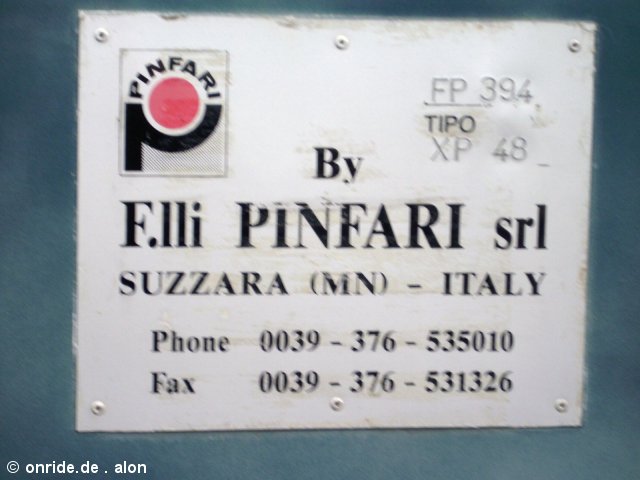 PINFARI
FP 394
TIPO
XP 48
By
F.lli PINFARI srl
SUZZARA (MN) - ITALY
Phone 0039 - 376 - 535010
Fax 0039 - 376 - 531326
© onride.de . alon